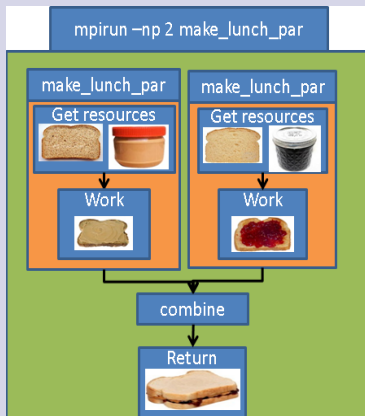 mpirun –np 2 make_lunch_par
make_lunch_par
Get resources
Work
make_lunch_par
Get resources
Work
combine
Return